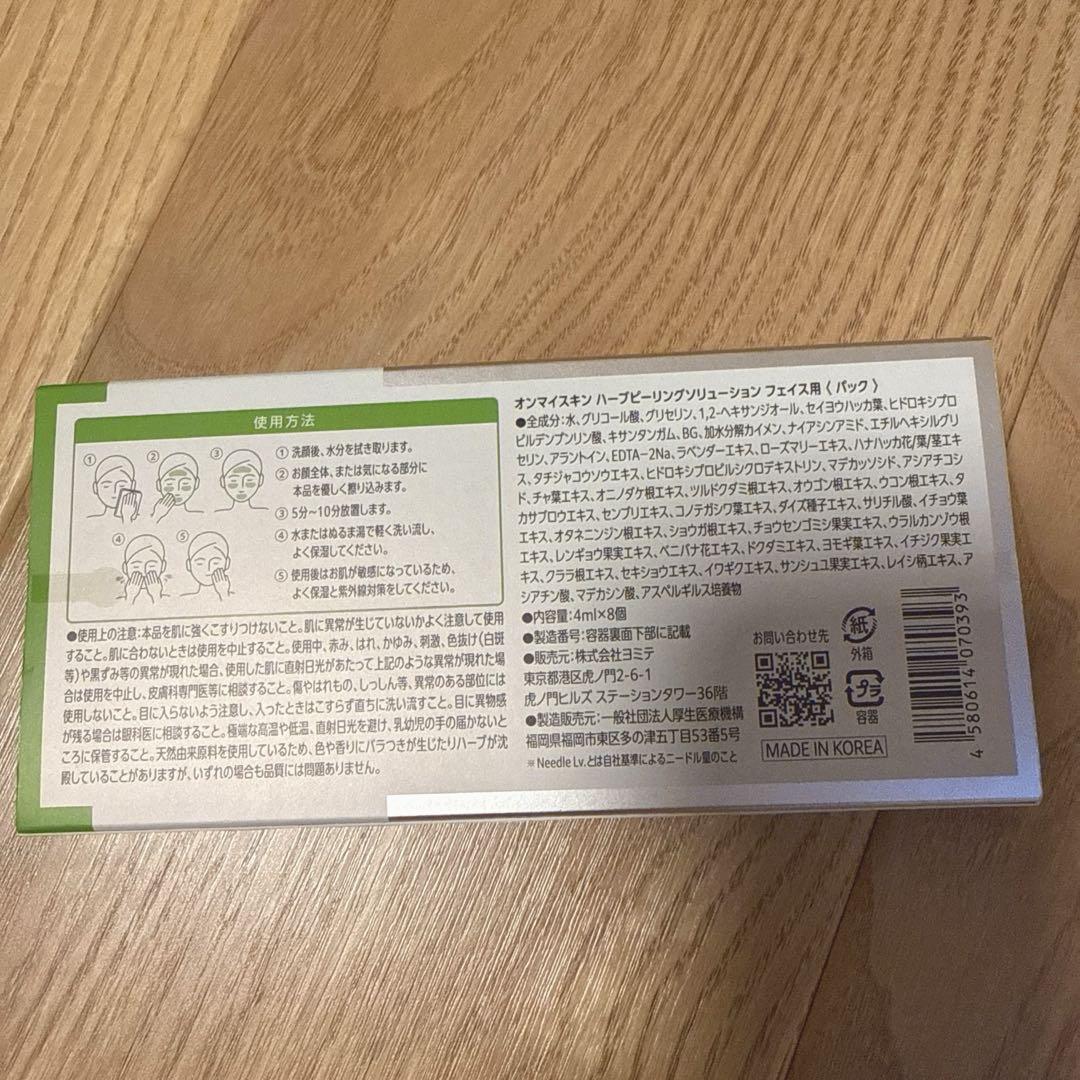 使用方法
①
②
③
④
⑤
① 洗顔後、水分を拭き取ります。
② お顔全体、または気になる部分に
本品を優しく擦り込みます。
③ 5分~10分放置します。
④ 水またはぬるま湯で軽く洗い流し、
よく保湿してください。
⑤ 使用後はお肌が敏感になっているため、
よく保湿と紫外線対策をしてください。
●使用上の注意:本品を肌に強くこすりつけないこと。肌に異常が生じていないかよく注意して使用
すること。肌に合わないときは使用を中止すること。使用中、赤み、はれ、かゆみ、刺激、色抜け(白斑
等)や黒ずみ等の異常が現れた場合、使用した肌に直射日光があたって上記のような異常が現れた場
合は使用を中止し、皮膚科専門医等に相談すること。傷やはれもの、しっしん等、異常のある部位には
使用しないこと。目に入らないよう注意し、入ったときはこすらず直ちに洗い流すこと。目に異物感
が残る場合は眼科医に相談すること。極端な高温や低温、直射日光を避け、乳幼児の手の届かないと
ころに保管すること。天然由来原料を使用しているため、色や香りにバラつきが生じたりハーブが沈
殿していることがありますが、いずれの場合も品質には問題ありません。
オンマイスキン ハーブピーリングソリューション フェイス用〈パック〉
●全成分:水、グリコール酸、グリセリン、1,2-ヘキサンジオール、セイヨウハッカ葉、ヒドロキシプロ
ピルデンプンリン酸、キサンタンガム、BG、加水分解カイメン、ナイアシンアミド、エチルヘキシルグリ
セリン、アラントイン、EDTA-2Na、ラベンダーエキス、ローズマリーエキス、ハナハッカ花/葉/茎エキ
ス、タチジャコウソウエキス、ヒドロキシプロピルシクロデキストリン、マデカッソシド、アシアチコシ
ド、チャ葉エキス、オニノダケ根エキス、ツルドクダミ根エキス、オウゴン根エキス、ウコン根エキス、タ
カサブロウエキス、センブリエキス、コノテガシワ葉エキス、ダイズ種子エキス、サリチル酸、イチョウ葉
エキス、オタネニンジン根エキス、ショウガ根エキス、チョウセンゴミシ果実エキス、ウラルカンゾウ根
エキス、レンギョウ果実エキス、ベニバナ花エキス、ドクダミエキス、ヨモギ葉エキス、イチジク果実エ
キス、クララ根エキス、セキショウエキス、イワギクエキス、サンシュユ果実エキス、レイシ柄エキス、ア
シアチン酸、マデカシン酸、アスペルギルス培養物
●内容量:4ml×8個
●製造番号:容器裏面下部に記載
●販売元:株式会社ヨミテ
東京都港区虎ノ門2-6-1
虎ノ門ヒルズ ステーションタワー36階
●製造販売元:一般社団法人厚生医療機構
福岡県福岡市東区多の津五丁目53番5号
※ Needle Lv.とは自社基準によるニードル量のこと
お問い合わせ先
紙
外箱
プラ
容器
MADE IN KOREA
4 580614 070393